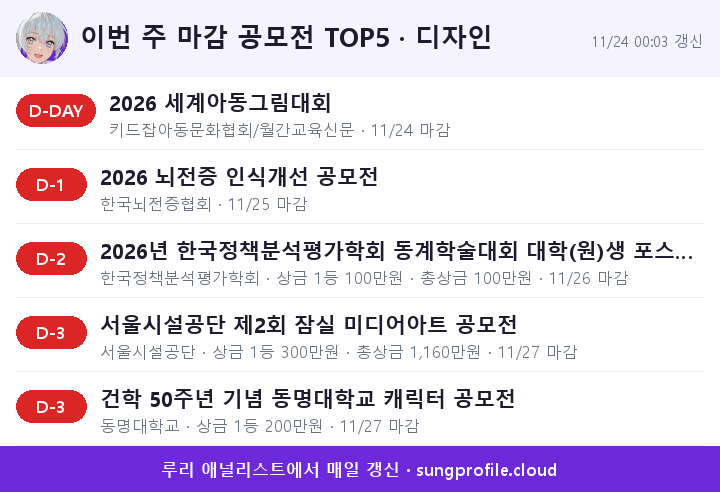 이번 주 마감 공모전 TOP5 · 디자인
11/24 00:03 갱신
D-DAY
2026 세계아동그림대회
키드잡아동문화협회/월간교육신문 · 11/24 마감
D-1
2026 뇌전증 인식개선 공모전
한국뇌전증협회 · 11/25 마감
D-2
2026년 한국정책분석평가학회 동계학술대회 대학(원)생 포스...
한국정책분석평가학회 · 상금 1등 100만원 · 총상금 100만원 · 11/26 마감
D-3
서울시설공단 제2회 잠실 미디어아트 공모전
서울시설공단 · 상금 1등 300만원 · 총상금 1,160만원 · 11/27 마감
D-3
건학 50주년 기념 동명대학교 캐릭터 공모전
동명대학교 · 상금 1등 200만원 · 11/27 마감
루리 애널리스트에서 매일 갱신 · sungprofile.cloud